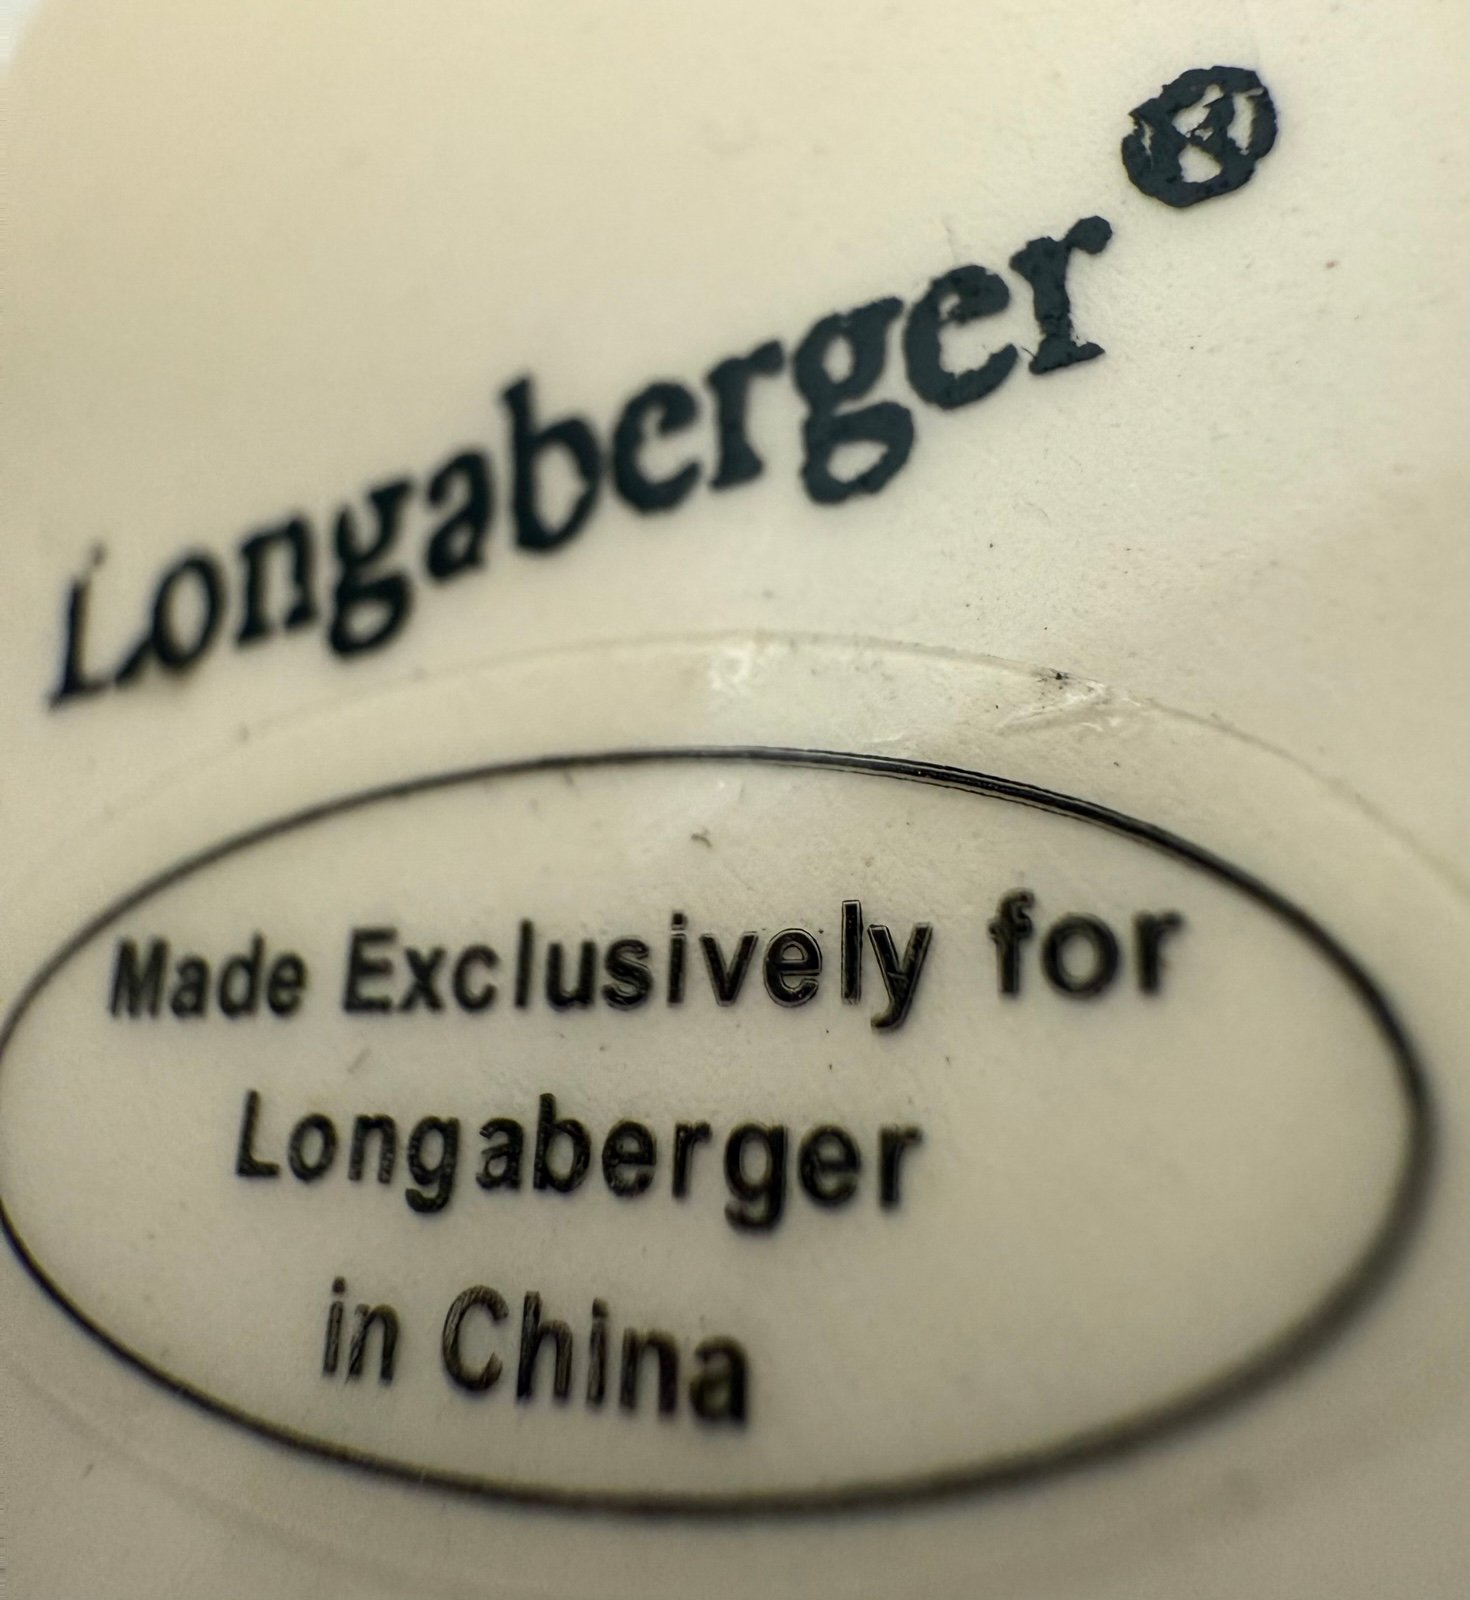 Longaberger®
Made Exclusively for
Longaberger
in China